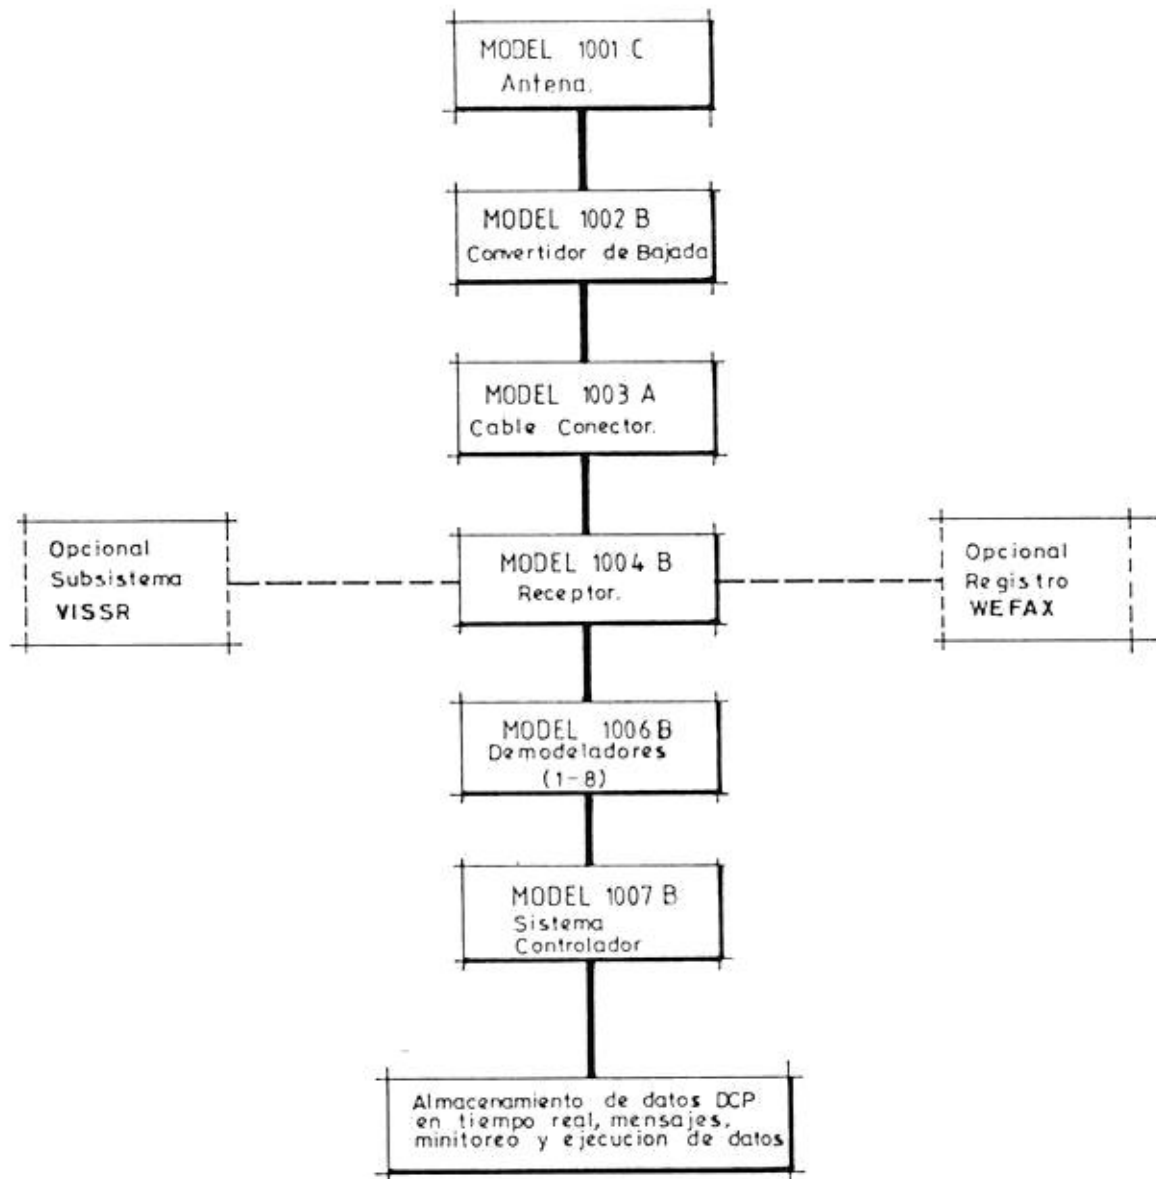 MODEL 1001 C
Antena.
MODEL 1002 B
Convertidor de Bajada
MODEL 1003 A
Cable Conector.
Opcional
Subsistema
VISSR
MODEL 1004 B
Receptor.
Opcional
Registro
WEFAX
MODEL 1006 B
Demodeladores
(1-8)
MODEL 1007 B
Sistema
Controlador
Almacenamiento de datos DCP
en tiempo real, mensajes,
minitoreo y ejecucion de datos